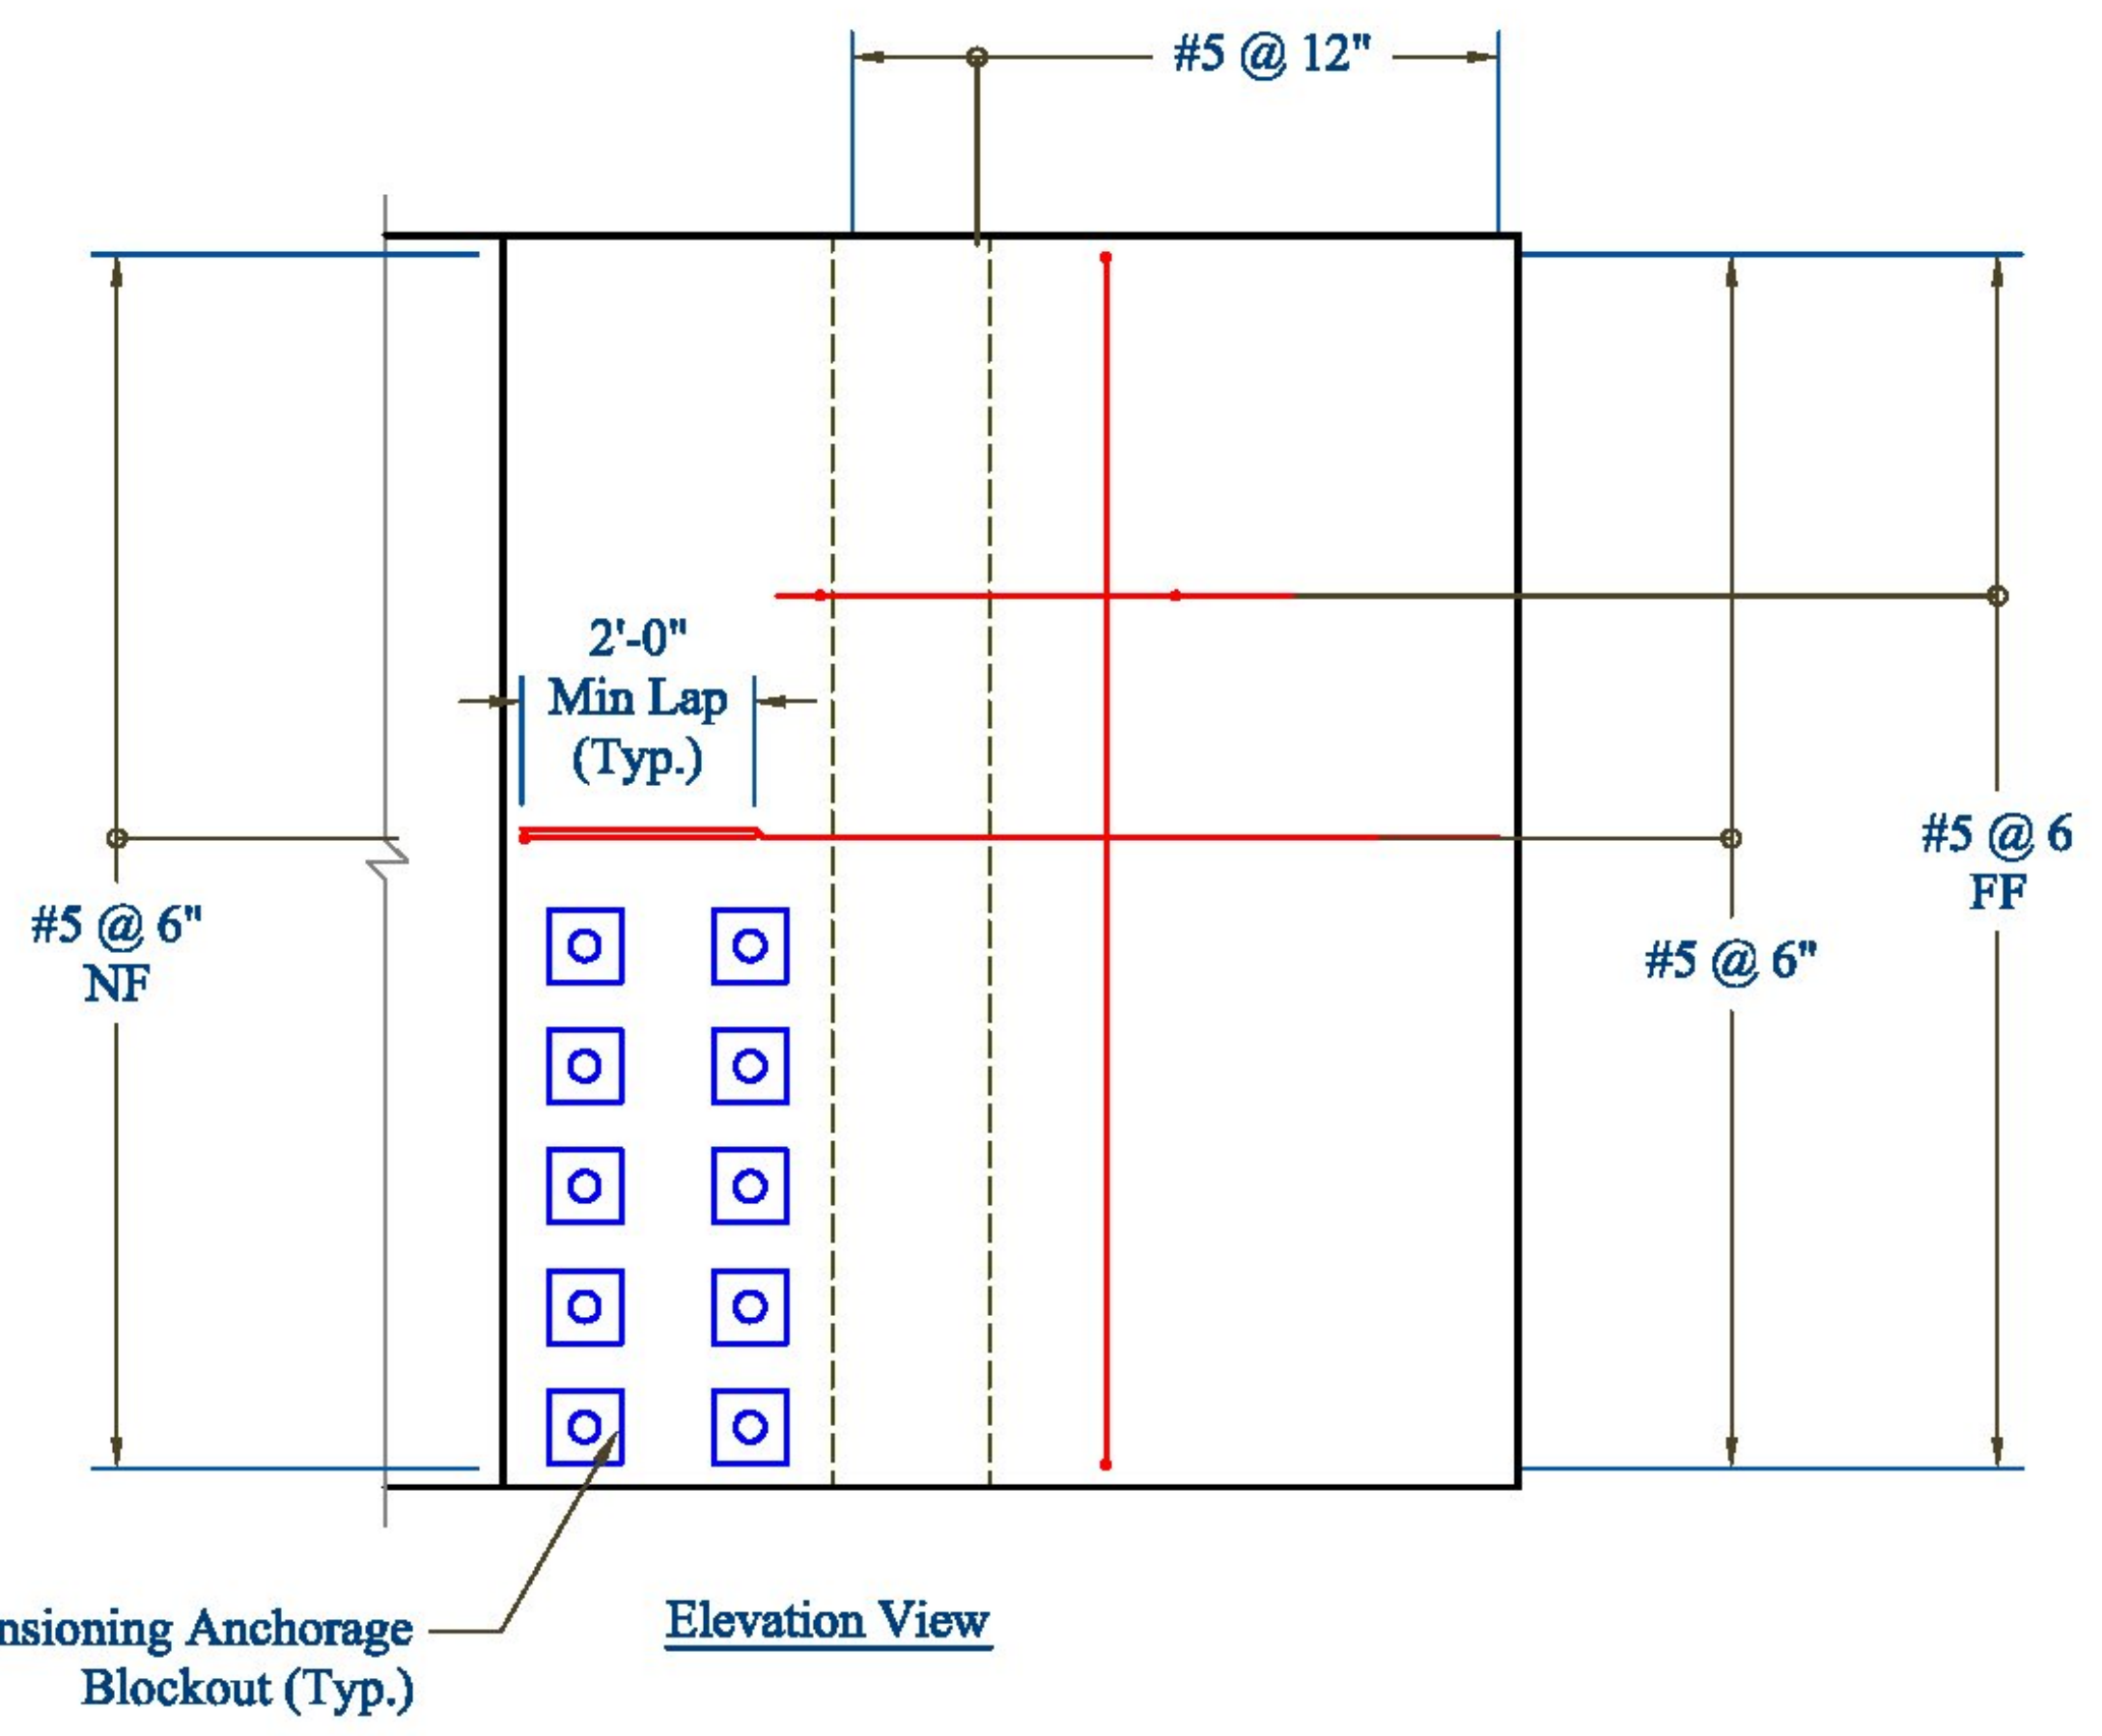 #5 @ 12"
2'-0"
Min Lap
(Typ.)
#5 @ 6"
NF
#5 @ 6"
#5 @ 6
FF
nsioning Anchorage
Blockout (Typ.)
Elevation View